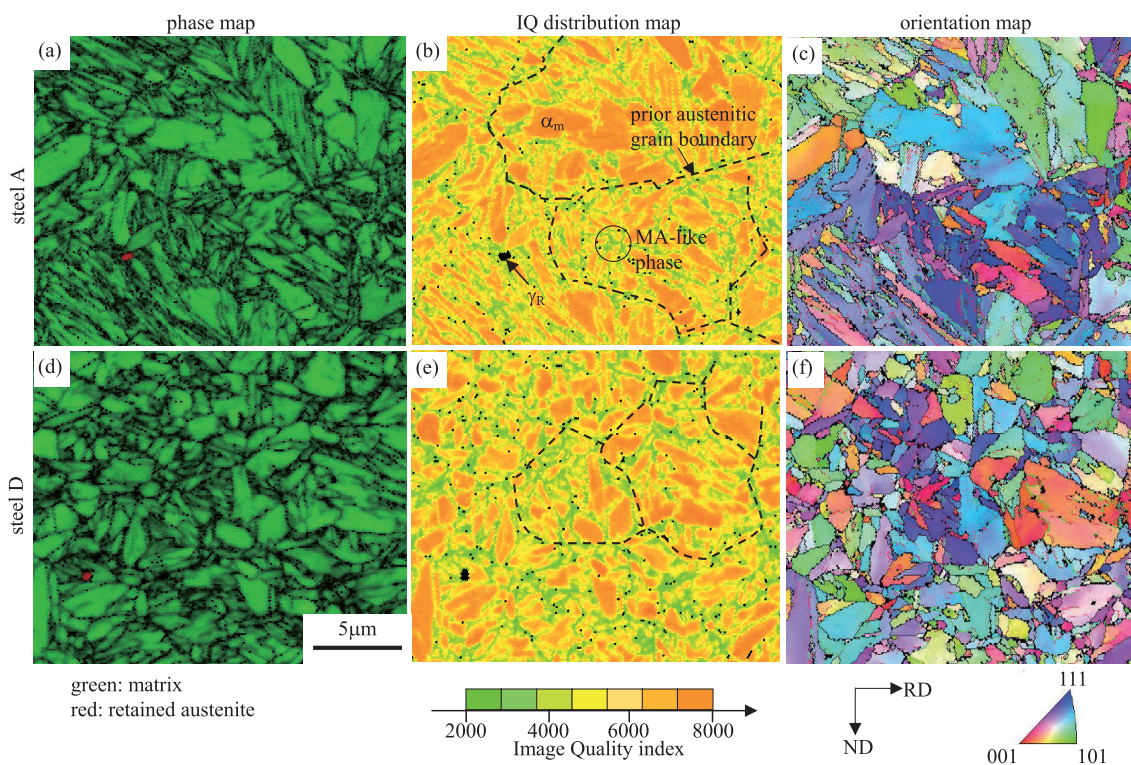 phase map
IQ distribution map
orientation map
steel A
(a)
(b)
(c)
αm
prior austenitic
grain boundary
MA-like
phase
γR
steel D
(d)
(e)
(f)
5μm
green: matrix
red: retained austenite
2000 4000 6000 8000
Image Quality index
RD
ND
111
001
101